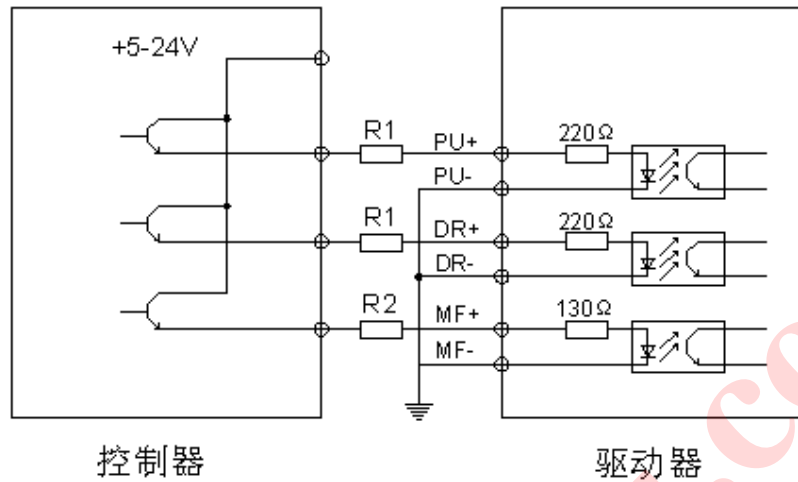 +5-24V
R1
PU+
220Ω
PU-
R1
DR+
220Ω
DR-
R2
MF+
130Ω
MF-
控制器
驱动器